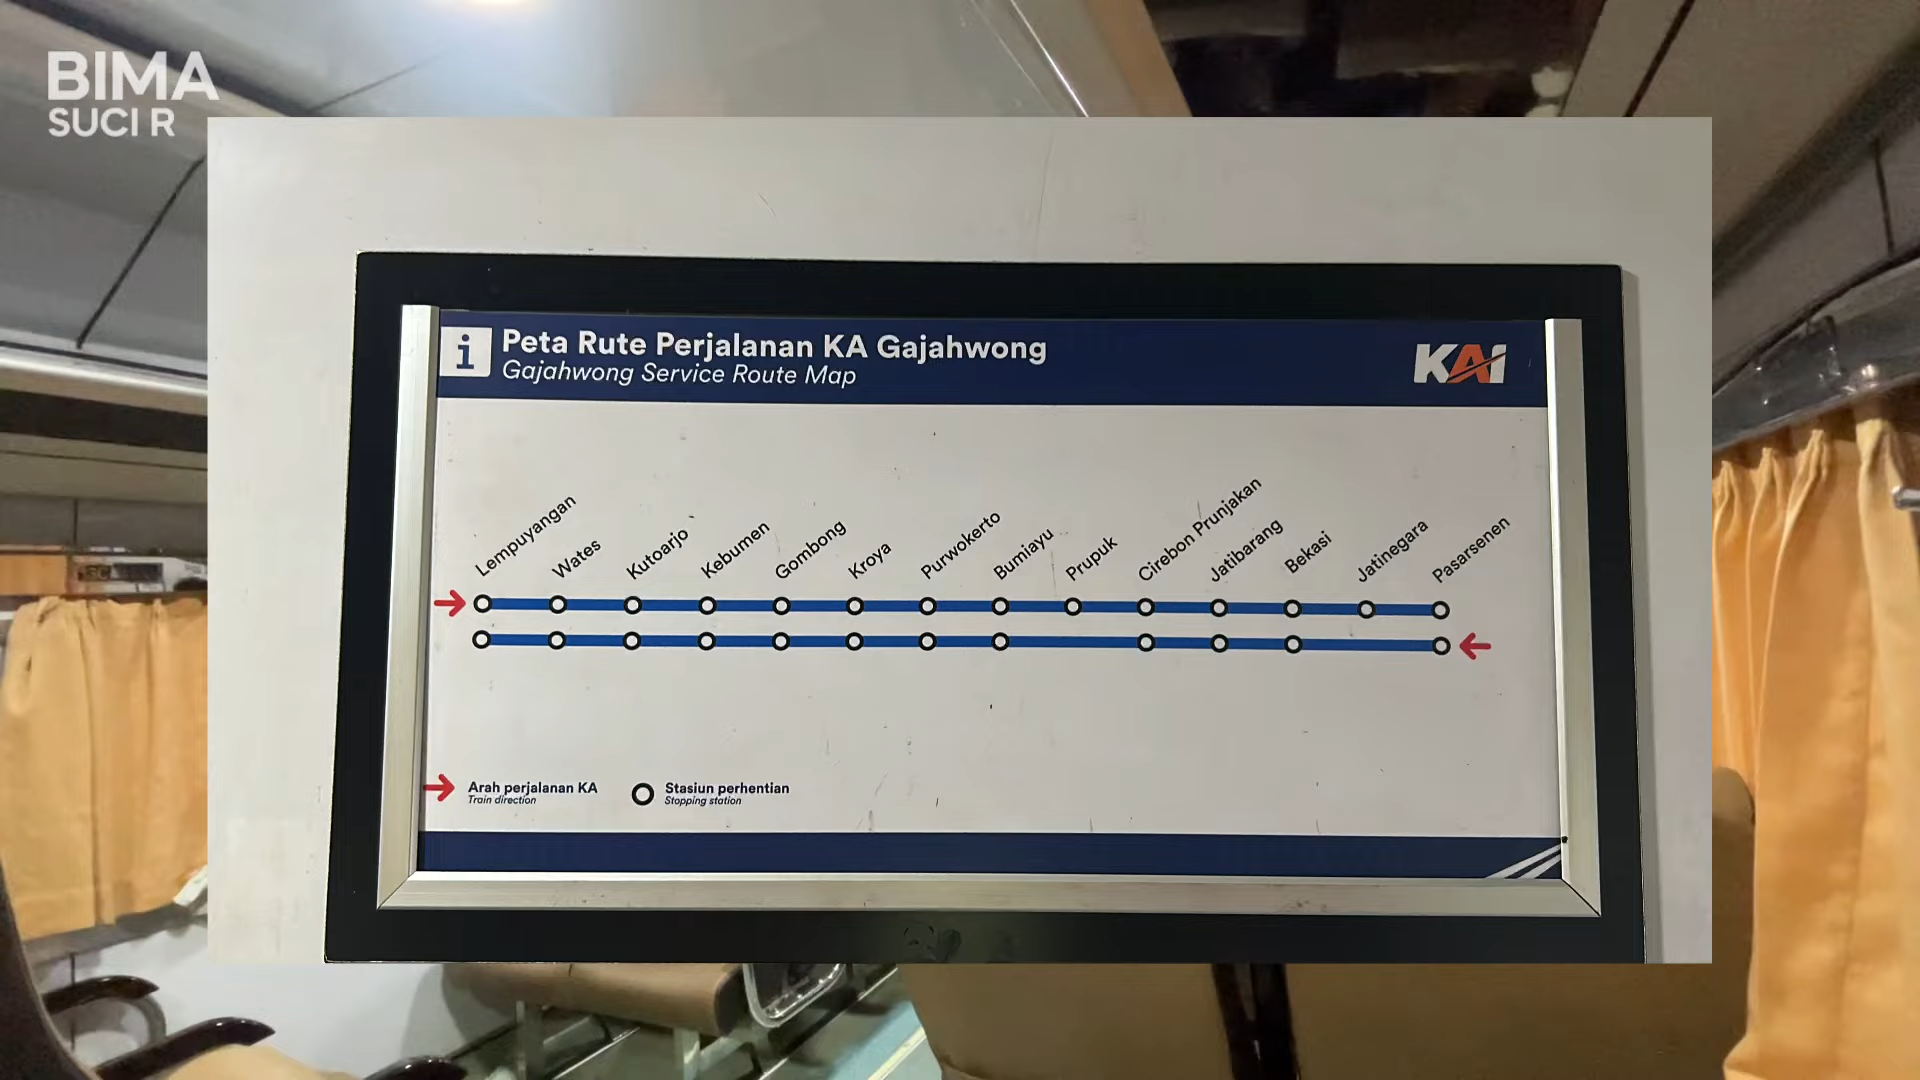 BIMA
SUCI R
i
Peta Rute Perjalanan KA Gajahwong
Gajahwong Service Route Map
KAI
Lempuyangan
Wates
Kutoarjo
Kebumen
Gombong
Kroya
Purwokerto
Bumiayu
Prupuk
Cirebon Prunjakan
Jatibarang
Bekasi
Jatinegara
Pasarsenen
Arah perjalanan KA
Train direction
Stasiun perhentian
Stopping station